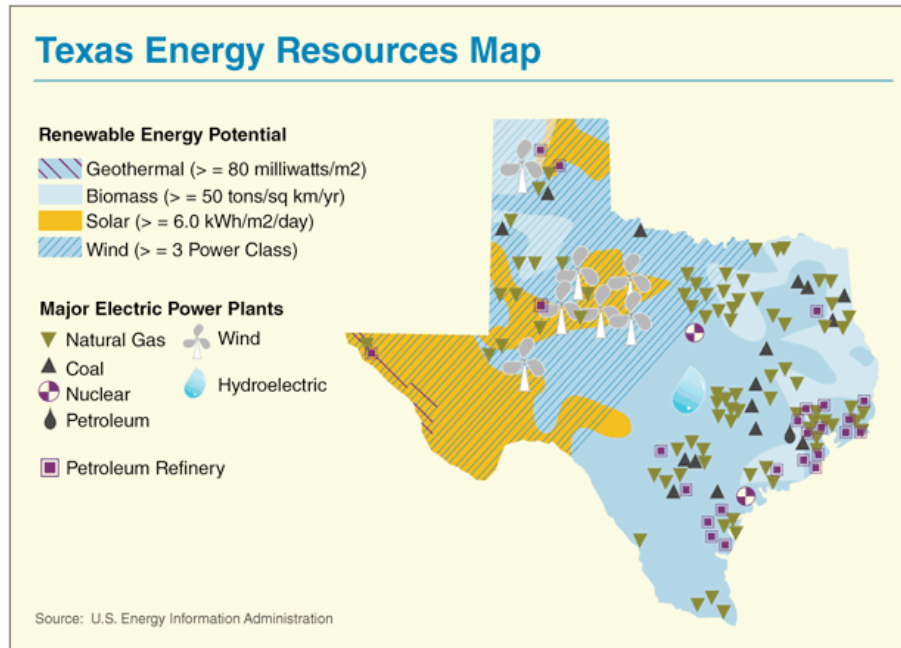 Texas Energy Resources Map
Renewable Energy Potential
Geothermal (> = 80 milliwatts/m2)
Biomass (> = 50 tons/sq km/yr)
Solar (> = 6.0 kWh/m2/day)
Wind (> = 3 Power Class)
Major Electric Power Plants
Natural Gas
Coal
Nuclear
Petroleum
Wind
Hydroelectric
Petroleum Refinery
Source: U.S. Energy Information Administration